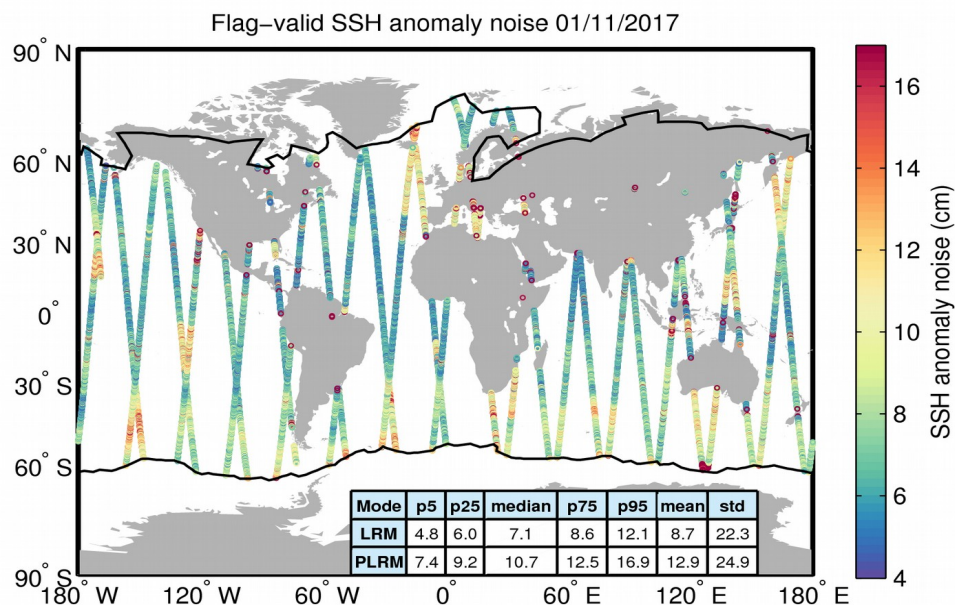 Flag−valid SSH anomaly noise 01/11/2017
90° N
60° N
30° N
0°
30° S
60° S
90° S
180° W
120° W
60° W
0°
60° E
120° E
180° E
Mode p5 p25 median p75 p95 mean std
LRM 4.8 6.0 7.1 8.6 12.1 8.7 22.3
PLRM 7.4 9.2 10.7 12.5 16.9 12.9 24.9
16
14
12
10
8
6
4
SSH anomaly noise (cm)